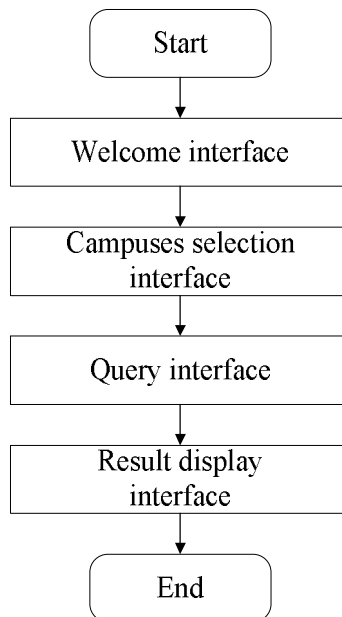 Start
Welcome interface
Campuses selection
interface
Query interface
Result display
interface
End